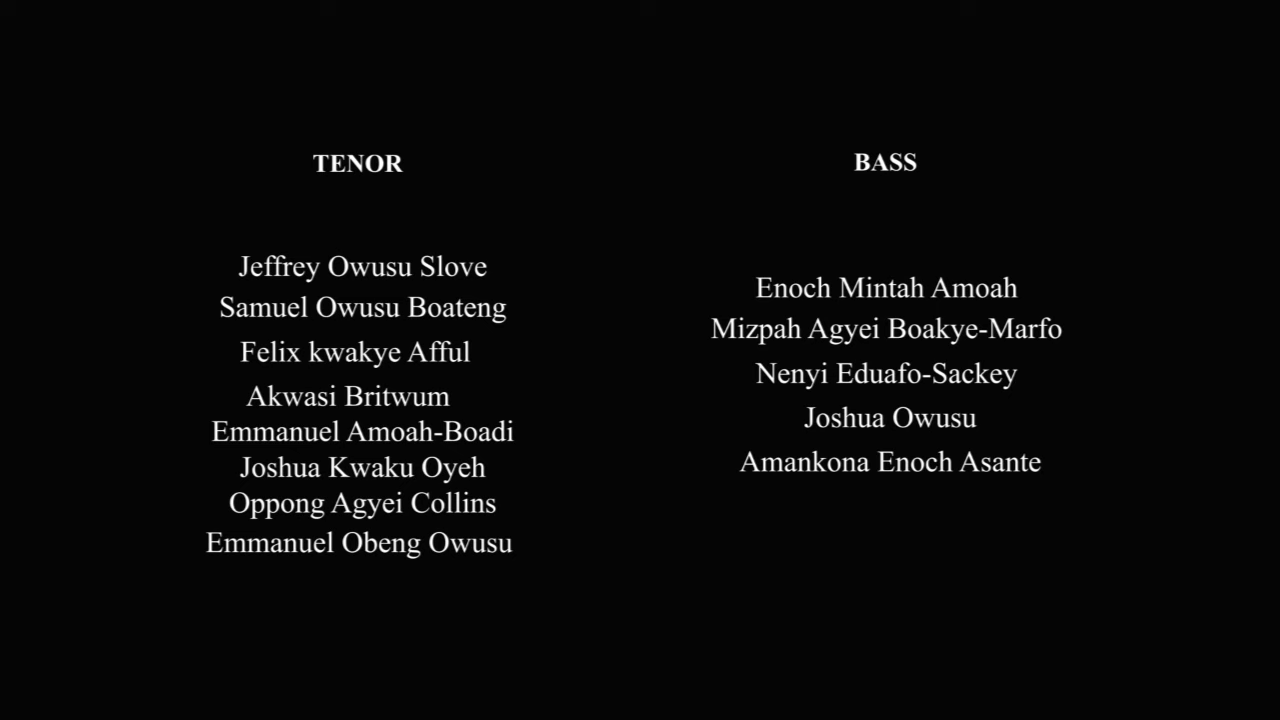 TENOR
Jeffrey Owusu Slove
Samuel Owusu Boateng
Felix kwakye Afful
Akwasi Britwum
Emmanuel Amoah-Boadi
Joshua Kwaku Oyeh
Oppong Agyei Collins
Emmanuel Obeng Owusu
BASS
Enoch Mintah Amoah
Mizpah Agyei Boakye-Marfo
Nenyi Eduafo-Sackey
Joshua Owusu
Amankona Enoch Asante